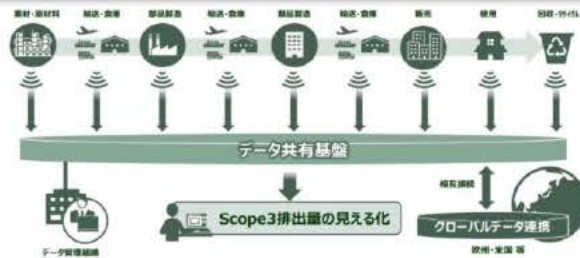 素材・原材料
輸送・倉庫
部品製造
輸送・倉庫
製品製造
輸送・倉庫
販売
使用
回収・リサイクル
データ共有基盤
相互接続
Scope3排出量の見える化
グローバルデータ連携
データ管理組織
欧州・米国 等